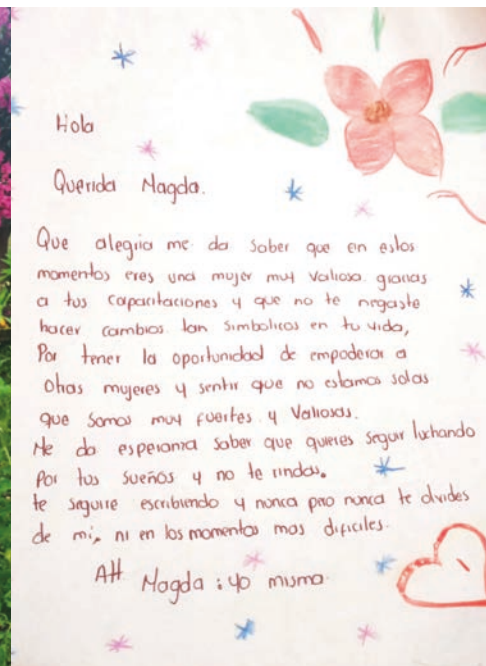 Hola
Querida Magda.
Que alegria me da saber que en estos
momentos eres una mujer muy valiosa. gracias
a tus capacitaciones y que no te negaste
hacer cambios tan simbolicos en tu vida,
Por tener la oportunidad de empoderar a
otras mujeres y sentir que no estamos solas
que somos muy fuertes y valiosas.
Me da esperanza saber que quieres seguir luchando
Por tus sueños y no te rindas.
te seguire escribiendo y nunca pero nunca te olvides
de mi, ni en los momentos mas dificiles.
Att Magda : yo misma.